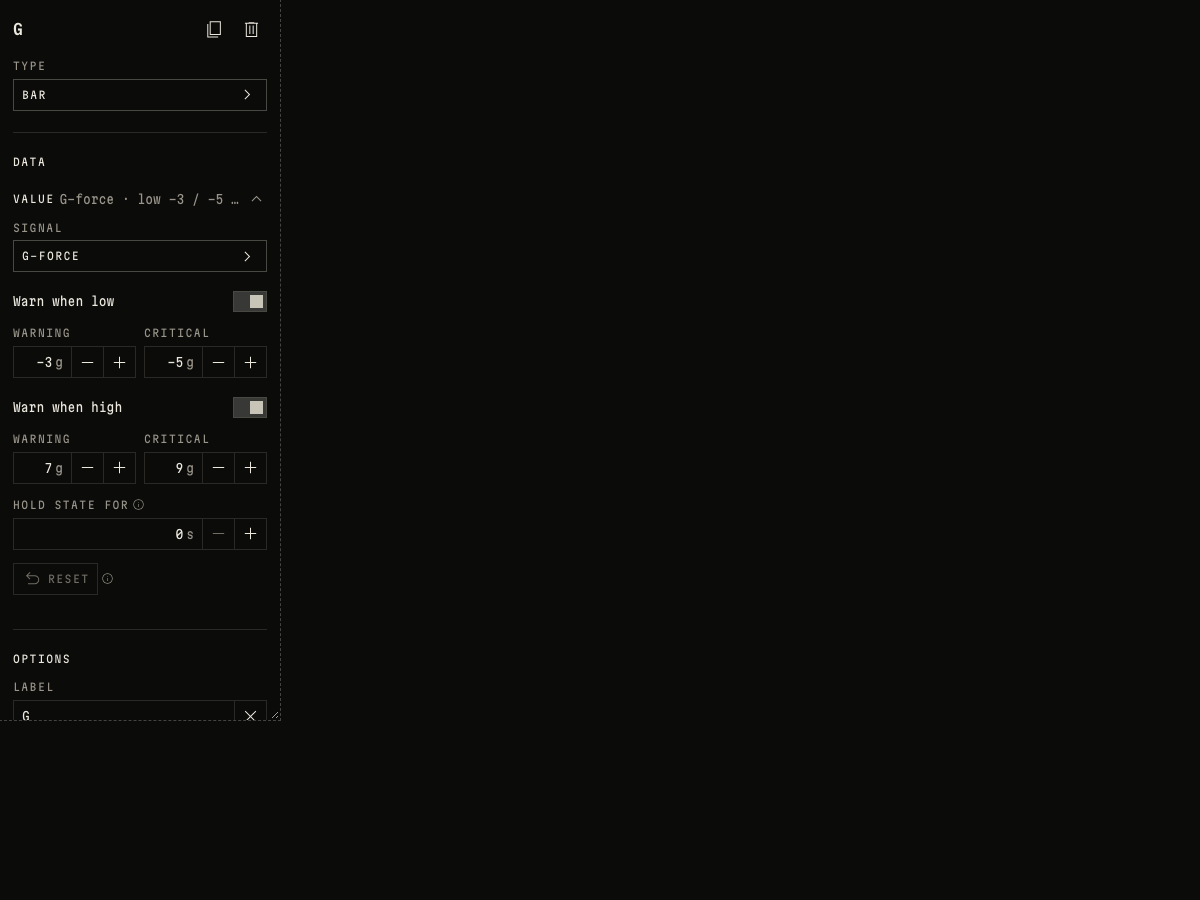 G
TYPE
BAR
DATA
VALUE G-force · low -3 / -5 …
SIGNAL
G-FORCE
Warn when low
WARNING CRITICAL
-3 g -5 g
Warn when high
WARNING CRITICAL
7 g 9 g
HOLD STATE FOR
0 s
RESET
OPTIONS
LABEL
G